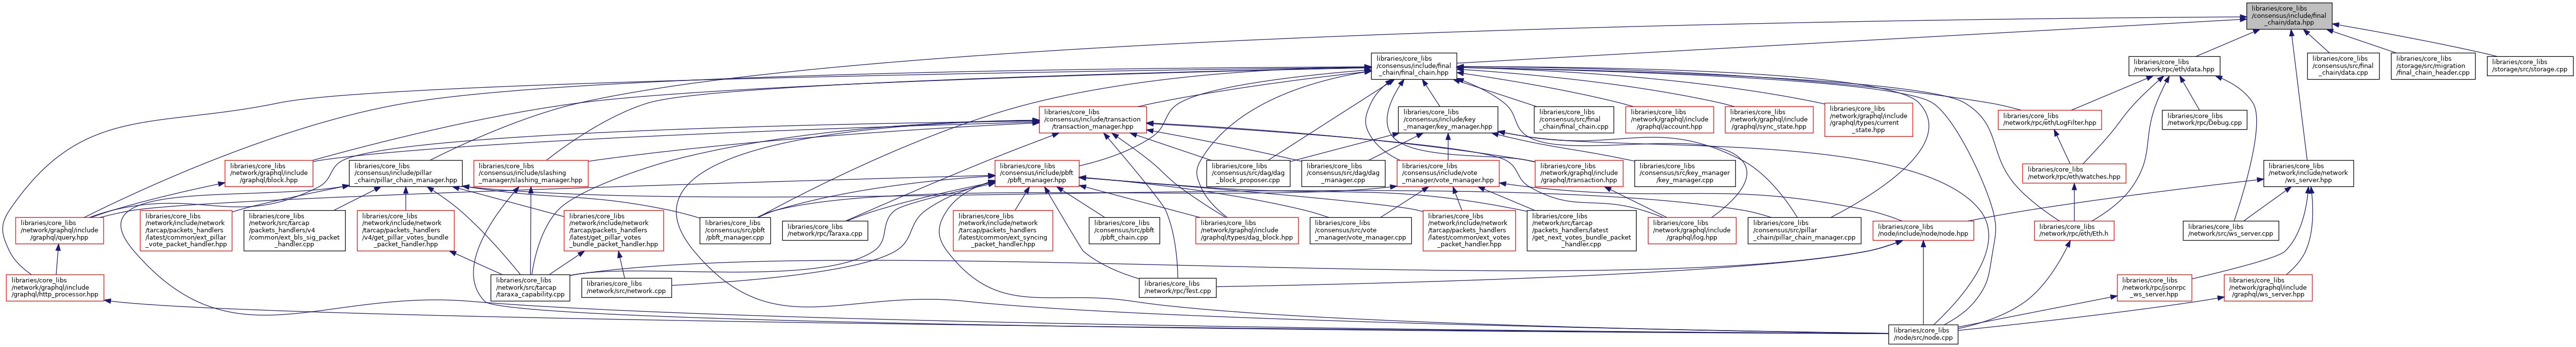 libraries/core_libs
/consensus/include/final
_chain/data.hpp
libraries/core_libs
/consensus/include/final
_chain/final_chain.hpp
libraries/core_libs
/network/rpc/eth/data.hpp
libraries/core_libs
/consensus/src/final
_chain/data.cpp
libraries/core_libs
/storage/src/migration
/final_chain_header.cpp
libraries/core_libs
/storage/src/storage.cpp
libraries/core_libs
/consensus/include/transaction
/transaction_manager.hpp
libraries/core_libs
/consensus/include/key
_manager/key_manager.hpp
libraries/core_libs
/consensus/src/final
_chain/final_chain.cpp
libraries/core_libs
/network/graphql/include
/graphql/account.hpp
libraries/core_libs
/network/graphql/include
/graphql/sync_state.hpp
libraries/core_libs
/network/graphql/include
/graphql/types/current
_state.hpp
libraries/core_libs
/network/rpc/eth/LogFilter.hpp
libraries/core_libs
/network/rpc/Debug.cpp
libraries/core_libs
/network/graphql/include
/graphql/block.hpp
libraries/core_libs
/consensus/include/pillar
_chain/pillar_chain_manager.hpp
libraries/core_libs
/consensus/include/slashing
_manager/slashing_manager.hpp
libraries/core_libs
/consensus/include/pbft
/pbft_manager.hpp
libraries/core_libs
/consensus/src/dag/dag
_block_proposer.cpp
libraries/core_libs
/consensus/src/dag/dag
_manager.cpp
libraries/core_libs
/consensus/include/vote
_manager/vote_manager.hpp
libraries/core_libs
/network/graphql/include
/graphql/transaction.hpp
libraries/core_libs
/consensus/src/key_manager
/key_manager.cpp
libraries/core_libs
/network/rpc/eth/watches.hpp
libraries/core_libs
/network/include/network
/ws_server.hpp
libraries/core_libs
/network/graphql/include
/graphql/query.hpp
libraries/core_libs
/network/include/network
/tarcap/packets_handlers
/latest/common/ext_pillar
_vote_packet_handler.hpp
libraries/core_libs
/network/src/tarcap
/packets_handlers/v4
/common/ext_bls_sig_packet
_handler.cpp
libraries/core_libs
/network/include/network
/tarcap/packets_handlers
/v4/get_pillar_votes_bundle
_packet_handler.hpp
libraries/core_libs
/network/include/network
/tarcap/packets_handlers
/latest/get_pillar_votes
_bundle_packet_handler.hpp
libraries/core_libs
/consensus/src/pbft
/pbft_manager.cpp
libraries/core_libs
/network/rpc/Taraxa.cpp
libraries/core_libs
/network/include/network
/tarcap/packets_handlers
/latest/common/ext_syncing
_packet_handler.hpp
libraries/core_libs
/consensus/src/pbft
/pbft_chain.cpp
libraries/core_libs
/network/graphql/include
/graphql/types/dag_block.hpp
libraries/core_libs
/consensus/src/vote
_manager/vote_manager.cpp
libraries/core_libs
/network/include/network
/tarcap/packets_handlers
/latest/common/ext_votes
_packet_handler.hpp
libraries/core_libs
/network/src/tarcap
/packets_handlers/latest
/get_next_votes_bundle_packet
_handler.cpp
libraries/core_libs
/network/graphql/include
/graphql/log.hpp
libraries/core_libs
/consensus/src/pillar
_chain/pillar_chain_manager.cpp
libraries/core_libs
/node/include/node/node.hpp
libraries/core_libs
/network/rpc/eth/Eth.h
libraries/core_libs
/network/src/ws_server.cpp
libraries/core_libs
/network/graphql/include
/graphql/http_processor.hpp
libraries/core_libs
/network/src/tarcap
/taraxa_capability.cpp
libraries/core_libs
/network/src/network.cpp
libraries/core_libs
/network/rpc/Test.cpp
libraries/core_libs
/network/rpc/jsonrpc
_ws_server.hpp
libraries/core_libs
/network/graphql/include
/graphql/ws_server.hpp
libraries/core_libs
/node/src/node.cpp